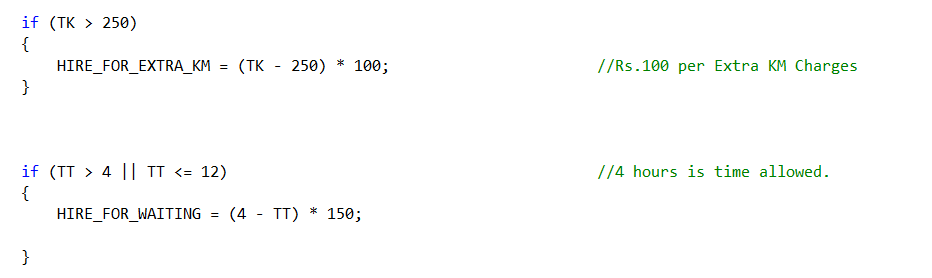 if (TK > 250)
{
HIRE_FOR_EXTRA_KM = (TK - 250) * 100; //Rs.100 per Extra KM Charges
}
if (TT > 4 || TT <= 12) //4 hours is time allowed.
{
HIRE_FOR_WAITING = (4 - TT) * 150;
}